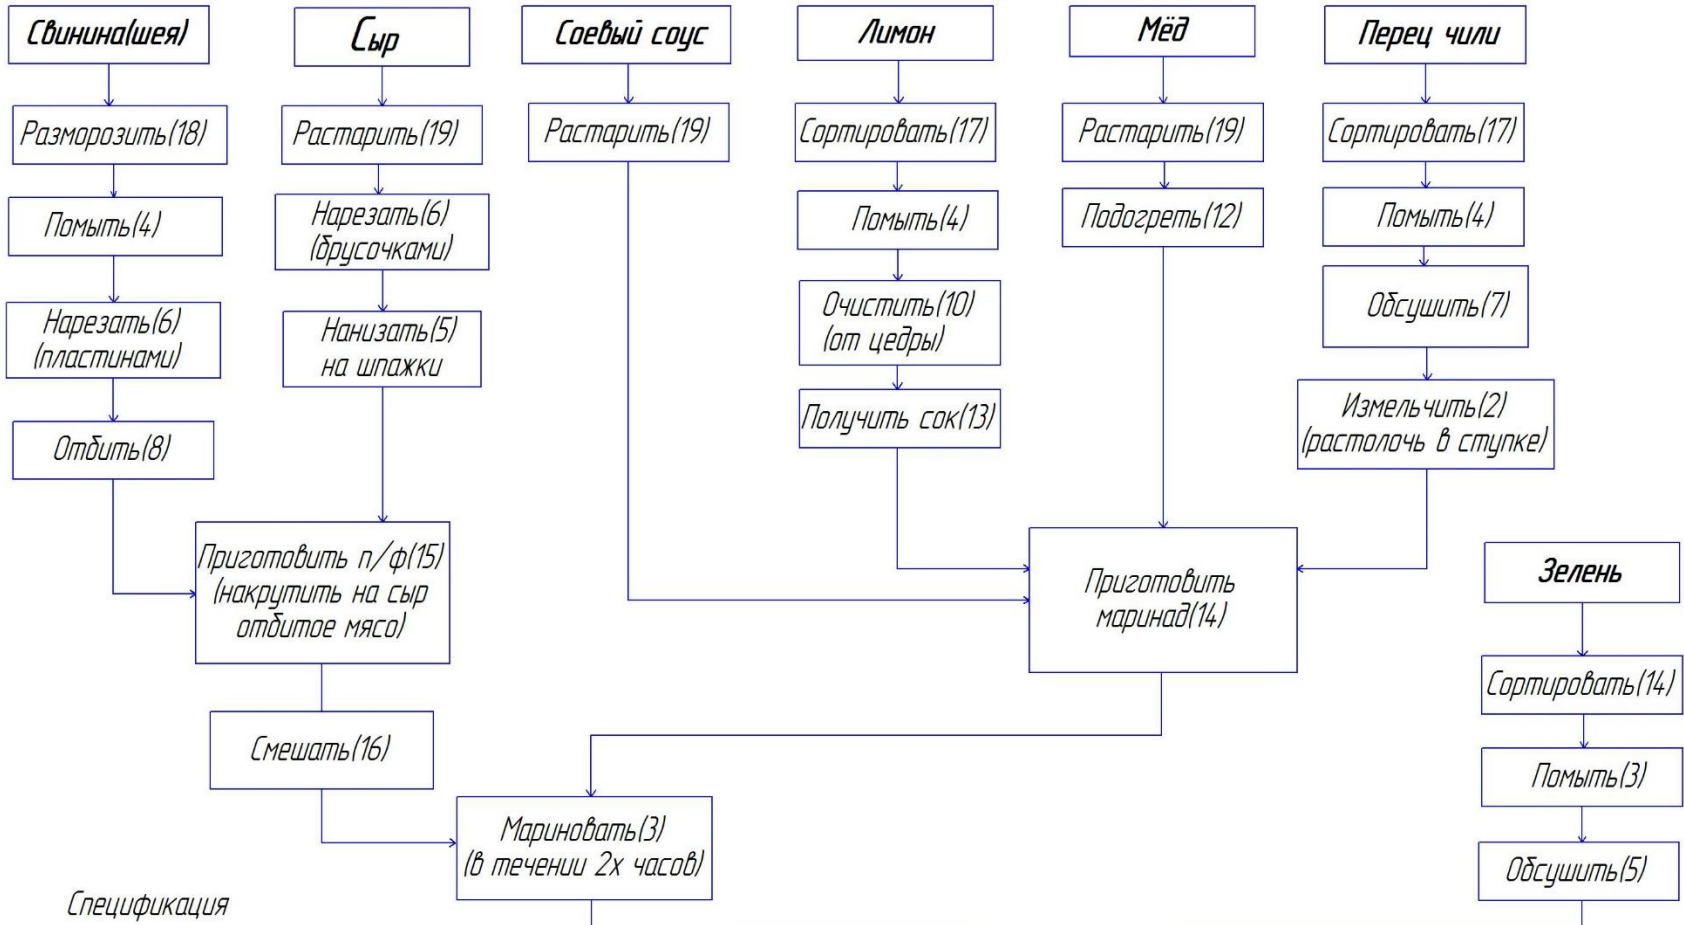 Свинина(шея)
Разморозить(18)
Помыть(4)
Нарезать(6)
(пластинами)
Отбить(8)
Сыр
Растарить(19)
Нарезать(6)
(брусочками)
Нанизать(5)
на шпажки
Приготовить п/ф(15)
(накрутить на сыр
отбитое мясо)
Смешать(16)
Соевый соус
Растарить(19)
Лимон
Сортировать(17)
Помыть(4)
Очистить(10)
(от цедры)
Получить сок(13)
Мёд
Растарить(19)
Подогреть(12)
Перец чили
Сортировать(17)
Помыть(4)
Обсушить(7)
Измельчить(2)
(растолочь в ступке)
Приготовить
маринад(14)
Мариновать(3)
(в течении 2х часов)
Зелень
Сортировать(14)
Помыть(3)
Обсушить(5)
Спецификация